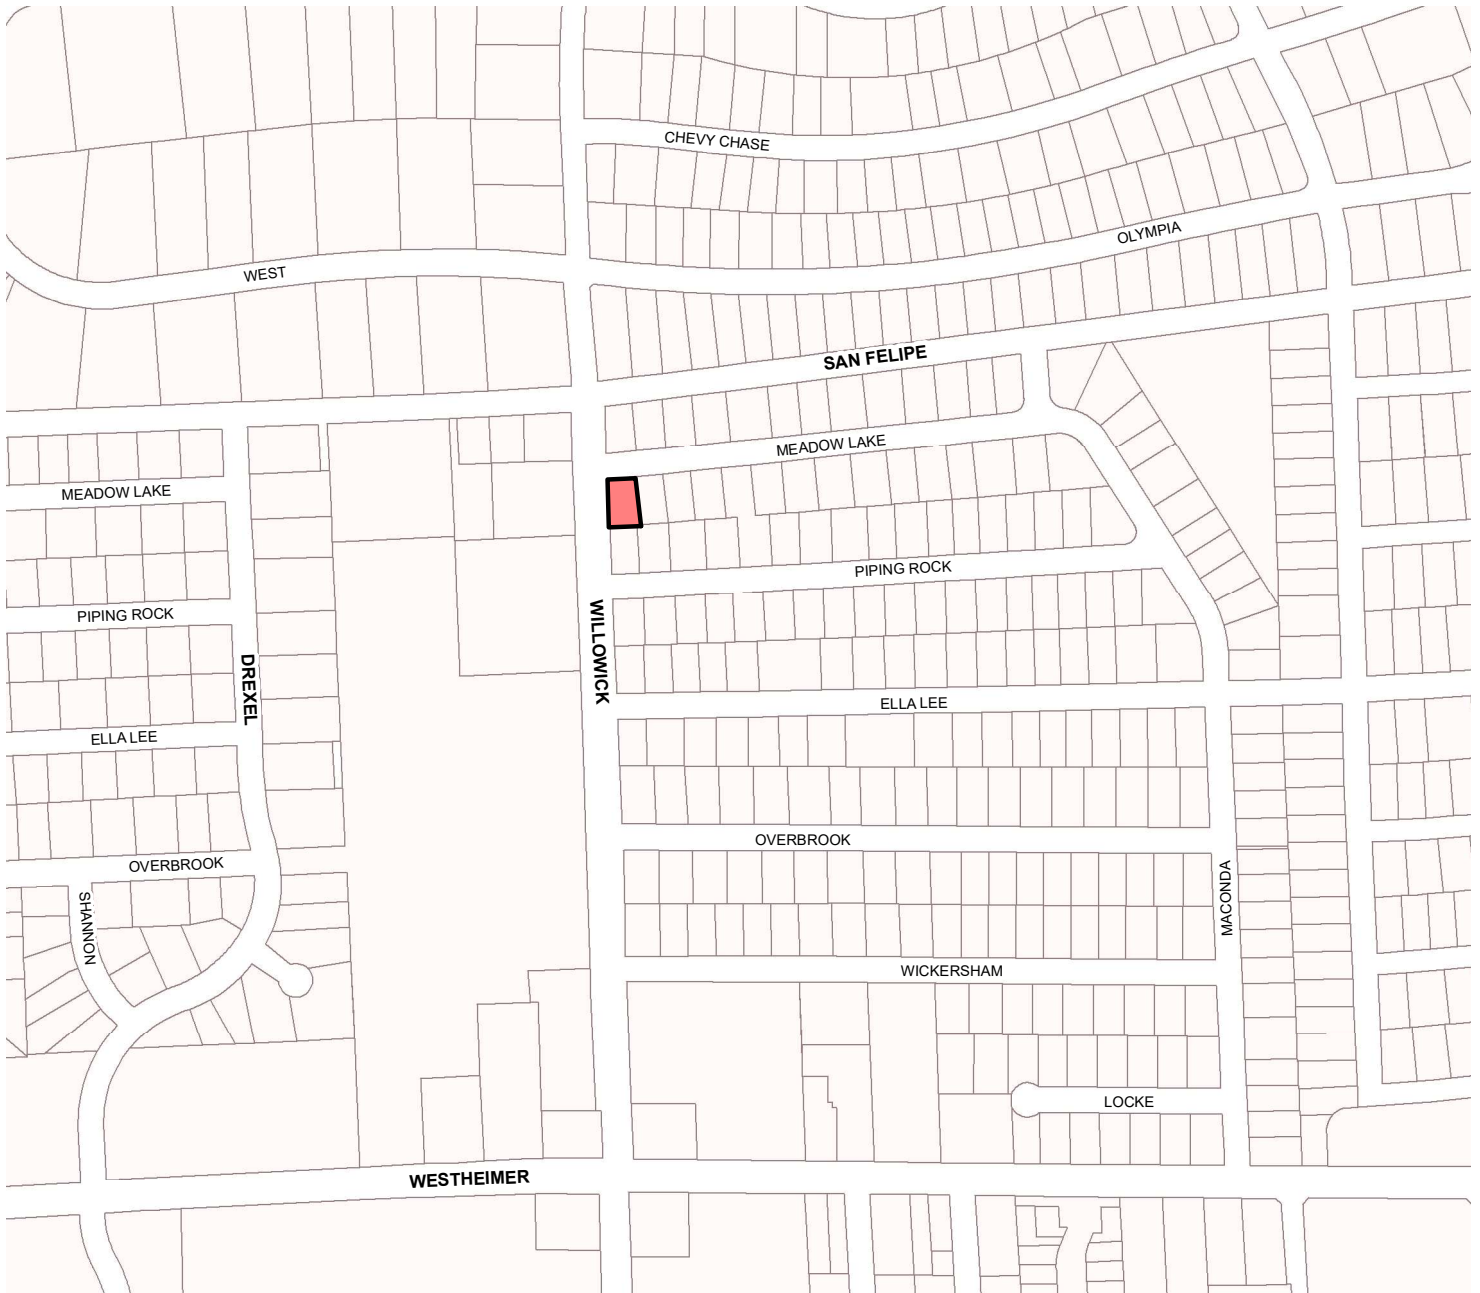 CHEVY CHASE
OLYMPIA
WEST
SAN FELIPE
MEADOW LAKE
MEADOW LAKE
PIPING ROCK
PIPING ROCK
WILLOWICK
DREXEL
ELLA LEE
ELLA LEE
OVERBROOK
OVERBROOK
MACONDA
SHANNON
WICKERSHAM
LOCKE
WESTHEIMER